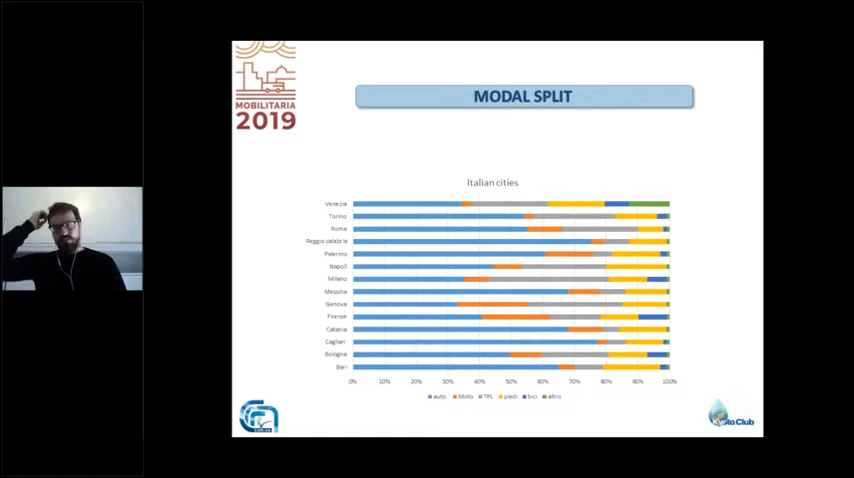 MOBILITARIA
2019
MODAL SPLIT
Italian cities
Venezia
Torino
Roma
Reggio calabria
Palermo
Napoli
Milano
Messina
Genova
Firenze
Catania
Cagliari
Bologna
Bari
0% 10% 20% 30% 40% 50% 60% 70% 80% 90% 100%
auto Moto TPL piedi bici altro
Kyoto Club